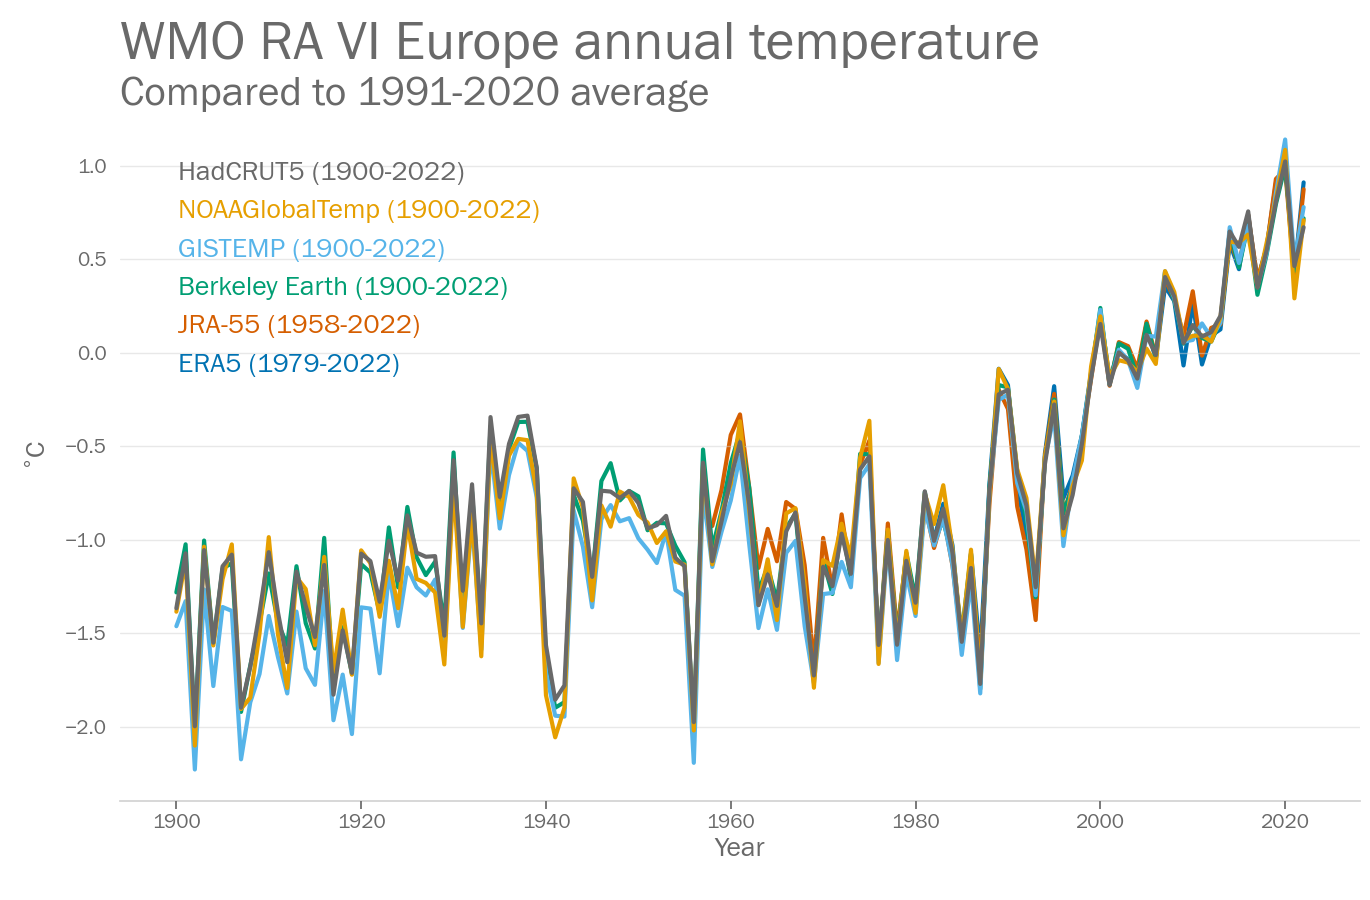 WMO RA VI Europe annual temperature
Compared to 1991-2020 average
HadCRUT5 (1900-2022)
NOAAGlobalTemp (1900-2022)
GISTEMP (1900-2022)
Berkeley Earth (1900-2022)
JRA-55 (1958-2022)
ERA5 (1979-2022)
1.0
0.5
0.0
−0.5
−1.0
−1.5
−2.0
°C
1900 1920 1940 1960 1980 2000 2020
Year